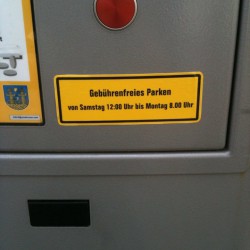 Gebührenfreies Parken
von Samstag 12:00 Uhr bis Montag 8.00 Uhr